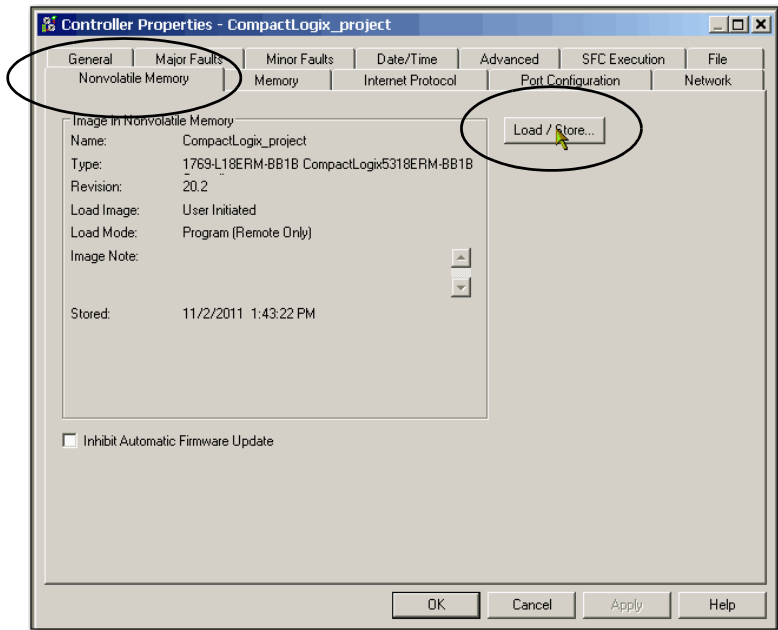 Controller Properties - CompactLogix_project
General Major Faults Minor Faults Date/Time Advanced SFC Execution File
Nonvolatile Memory Memory Internet Protocol Port Configuration Network
Image in Nonvolatile Memory
Load / Store...
Name: CompactLogix_project
Type: 1769-L18ERM-BB1B CompactLogix5318ERM-BB1B
Revision: 20.2
Load Image: User Initiated
Load Mode: Program (Remote Only)
Image Note:
Stored: 11/2/2011 1:43:22 PM
Inhibit Automatic Firmware Update
OK Cancel Apply Help